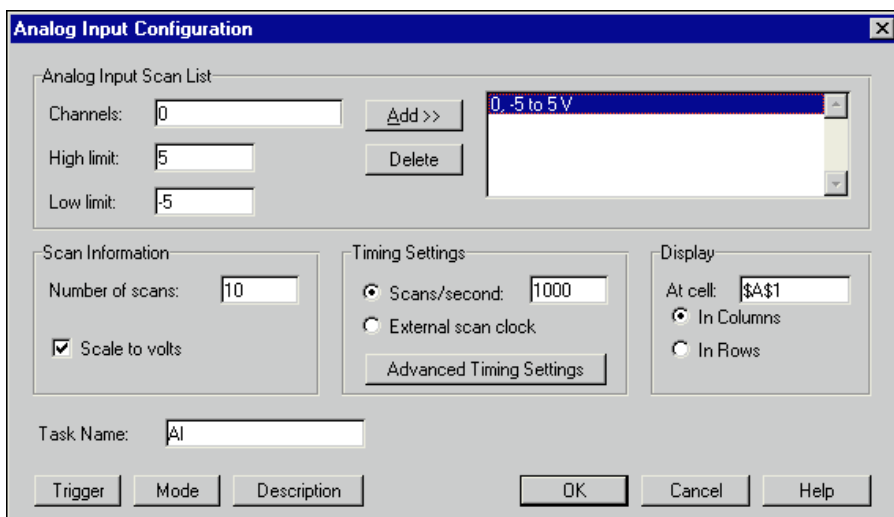 Analog Input Configuration
Analog Input Scan List
Channels: 0 Add >> 0, -5 to 5 V
High limit: 5 Delete
Low limit: -5
Scan Information Timing Settings Display
Number of scans: 10 Scans/second: 1000 At cell: $A$1
External scan clock In Columns
Scale to volts In Rows
Advanced Timing Settings
Task Name: AI
Trigger Mode Description OK Cancel Help